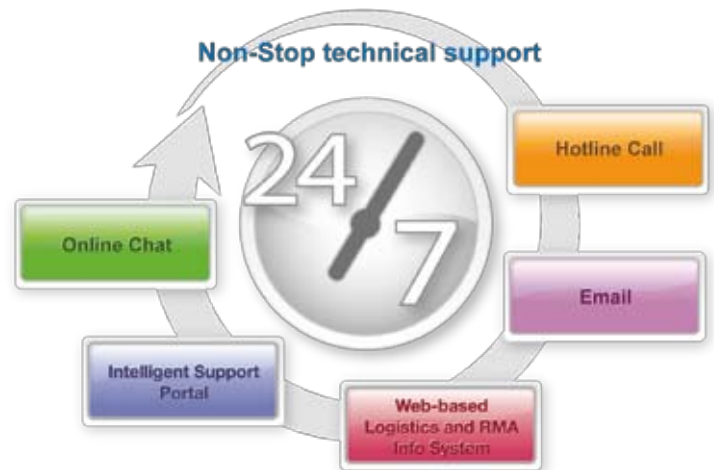 Non-Stop technical support
24
7
Hotline Call
Email
Web-based
Logistics and RMA
Info System
Intelligent Support
Portal
Online Chat